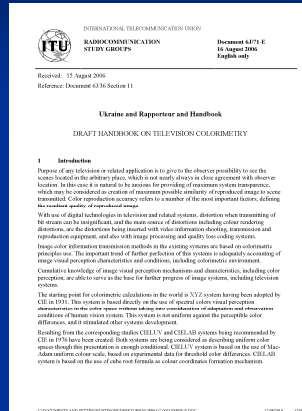 INTERNATIONAL TELECOMMUNICATION UNION
ITU
RADIOCOMMUNICATION
STUDY GROUPS
Document 6J/71-E
16 August 2006
English only
Received: 15 August 2006
Reference: Document 6J/36 Section 11
Ukraine and Rapporteur and Handbook
DRAFT HANDBOOK ON TELEVISION COLORIMETRY
1 Introduction
Purpose of any television or related application is to give to the observer possibility to see the
scenes located in the arbitrary place, which is not nearly always in close agreement with observer
location. In this case it is natural to be anxious for providing of maximum system transparence,
which may be considered as creation of maximum possible similarity of reproduced image to scene
transmitted. Color reproduction accuracy refers to a number of the most important factors, defining
the resultant quality of reproduced image.
With use of digital technologies in television and related systems, distortion when transmitting of
bit stream can be insignificant, and the main source of distortions including colour rendering
distortions, are the distortions being inserted with video information shooting, transmission and
reproduction equipment, and also with image processing and quality loss coding systems.
Image color information transmission methods in the existing systems are based on colorimetric
principles use. The important trend of further perfection of this systems is adequately accounting of
image visual perception characteristics and conditions, including colorimetric environment.
Cumulative knowledge of image visual perception mechanisms and characteristics, including color
perception, are able to serve as the base for further progress of image systems, including television
systems.
The starting point for colorimetric calculations in the world is XYZ system having been adopted by
CIE in 1931. This system is based directly on the use of spectral colors visual perception
characteristics in the color space without taking into consideration of adaptation and observation
conditions of human vision system. This system is not uniform against the perceptible color
differences, and it stimulated other systems development.
Resulting from the corresponding studies CIELUV and CIELAB systems being recommended by
CIE in 1976 have been created. Both systems are being considered as describing uniform color
spaces though this presentation is enough conditional. CIELUV system is based on the use of Mac-
Adam uniform colour scale, based on experimental data for threshold color differences. CIELAB
system is based on the use of cube root formula as colour coordinates formation mechanism.